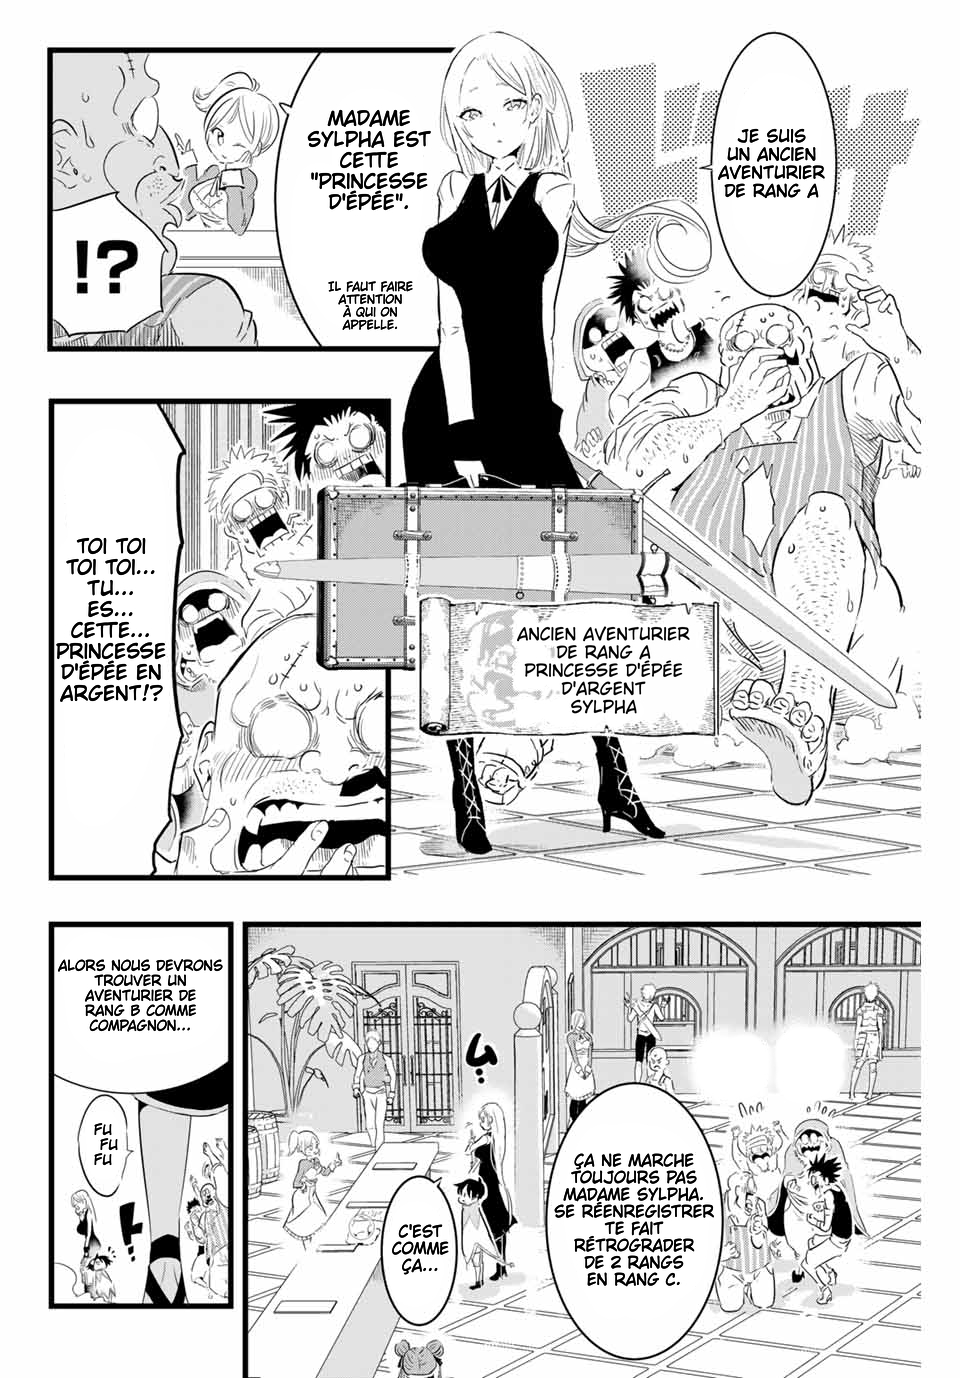 JE SUIS
UN ANCIEN
AVENTURIER
DE RANG A
MADAME
SYLPHA EST
CETTE
"PRINCESSE
D'ÉPÉE".
IL FAUT FAIRE
ATTENTION
À QUI ON
APPELLE.
!?
ANCIEN AVENTURIER
DE RANG A
PRINCESSE D'ÉPÉE
D'ARGENT
SYLPHA
TOI TOI
TOI TOI...
TU...
ES...
CETTE...
PRINCESSE
D'ÉPÉE EN
ARGENT!?
ALORS NOUS DEVRONS
TROUVER UN
AVENTURIER DE
RANG B COMME
COMPAGNON...
FU
FU
FU
ÇA NE MARCHE
TOUJOURS PAS
MADAME SYLPHA.
SE RÉENREGISTRER
TE FAIT
RÉTROGRADER
DE 2 RANGS
EN RANG C.
C'EST
COMME
ÇA...